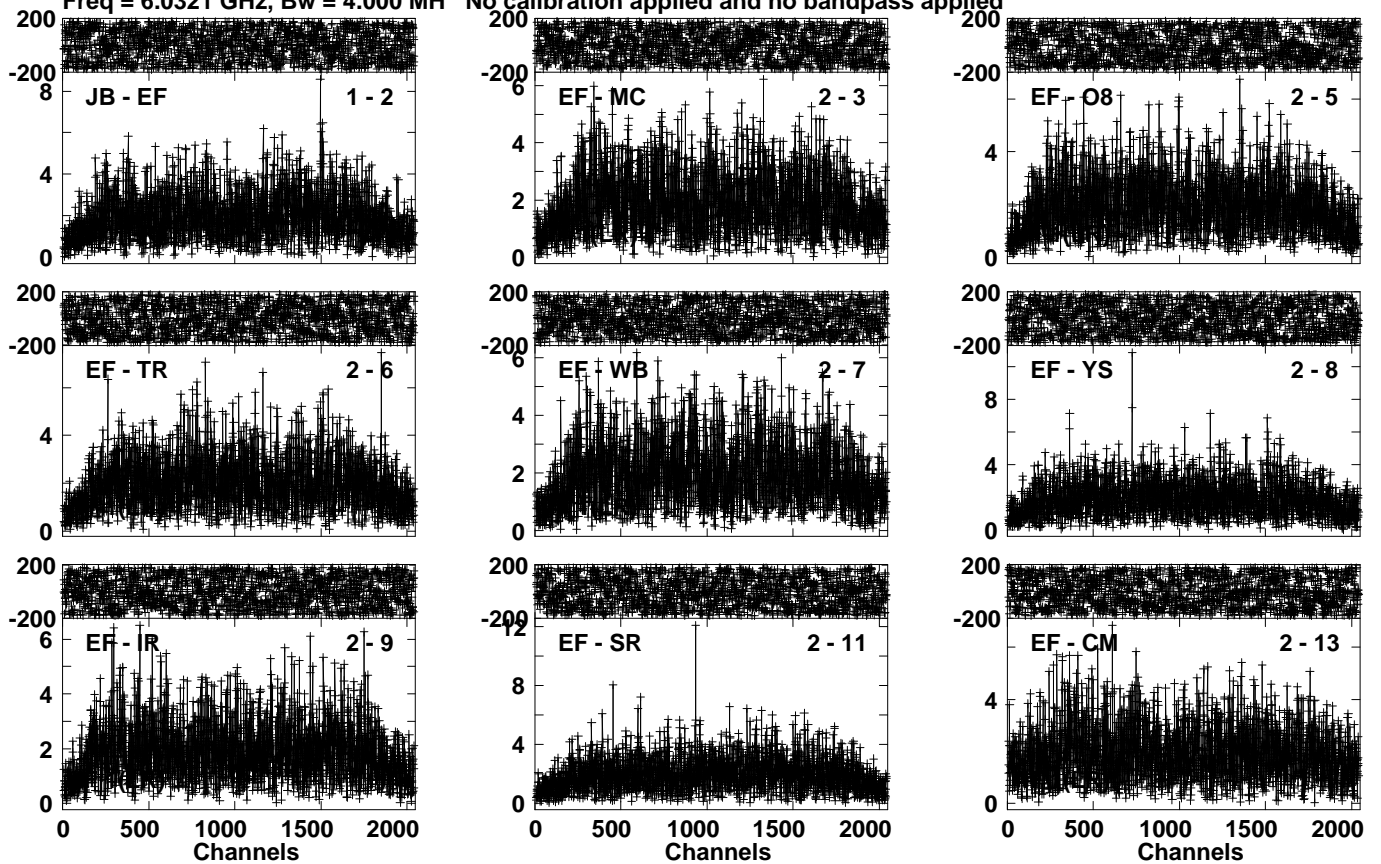 Freq = 6.0321 GHz, Bw = 4.000 MH No calibration applied and no bandpass applied
200 200 200
-200 -200 -200
8 6
JB - EF 1 - 2 EF - MC 2 - 3 EF - O8 2 - 5
4 4 4
2
0 0 0
200 200 200
-200 -200 -200
6
EF - TR 2 - 6 EF - WB 2 - 7 EF - YS 2 - 8
4 4 8
2 4
0 0 0
200 200 200
-200 -200 -200
6 12
EF - IR 2 - 9 EF - SR 2 - 11 EF - CM 2 - 13
4 8 4
2 4
0 0 0
0 500 1000 1500 2000 0 500 1000 1500 2000 0 500 1000 1500 2000
Channels Channels Channels